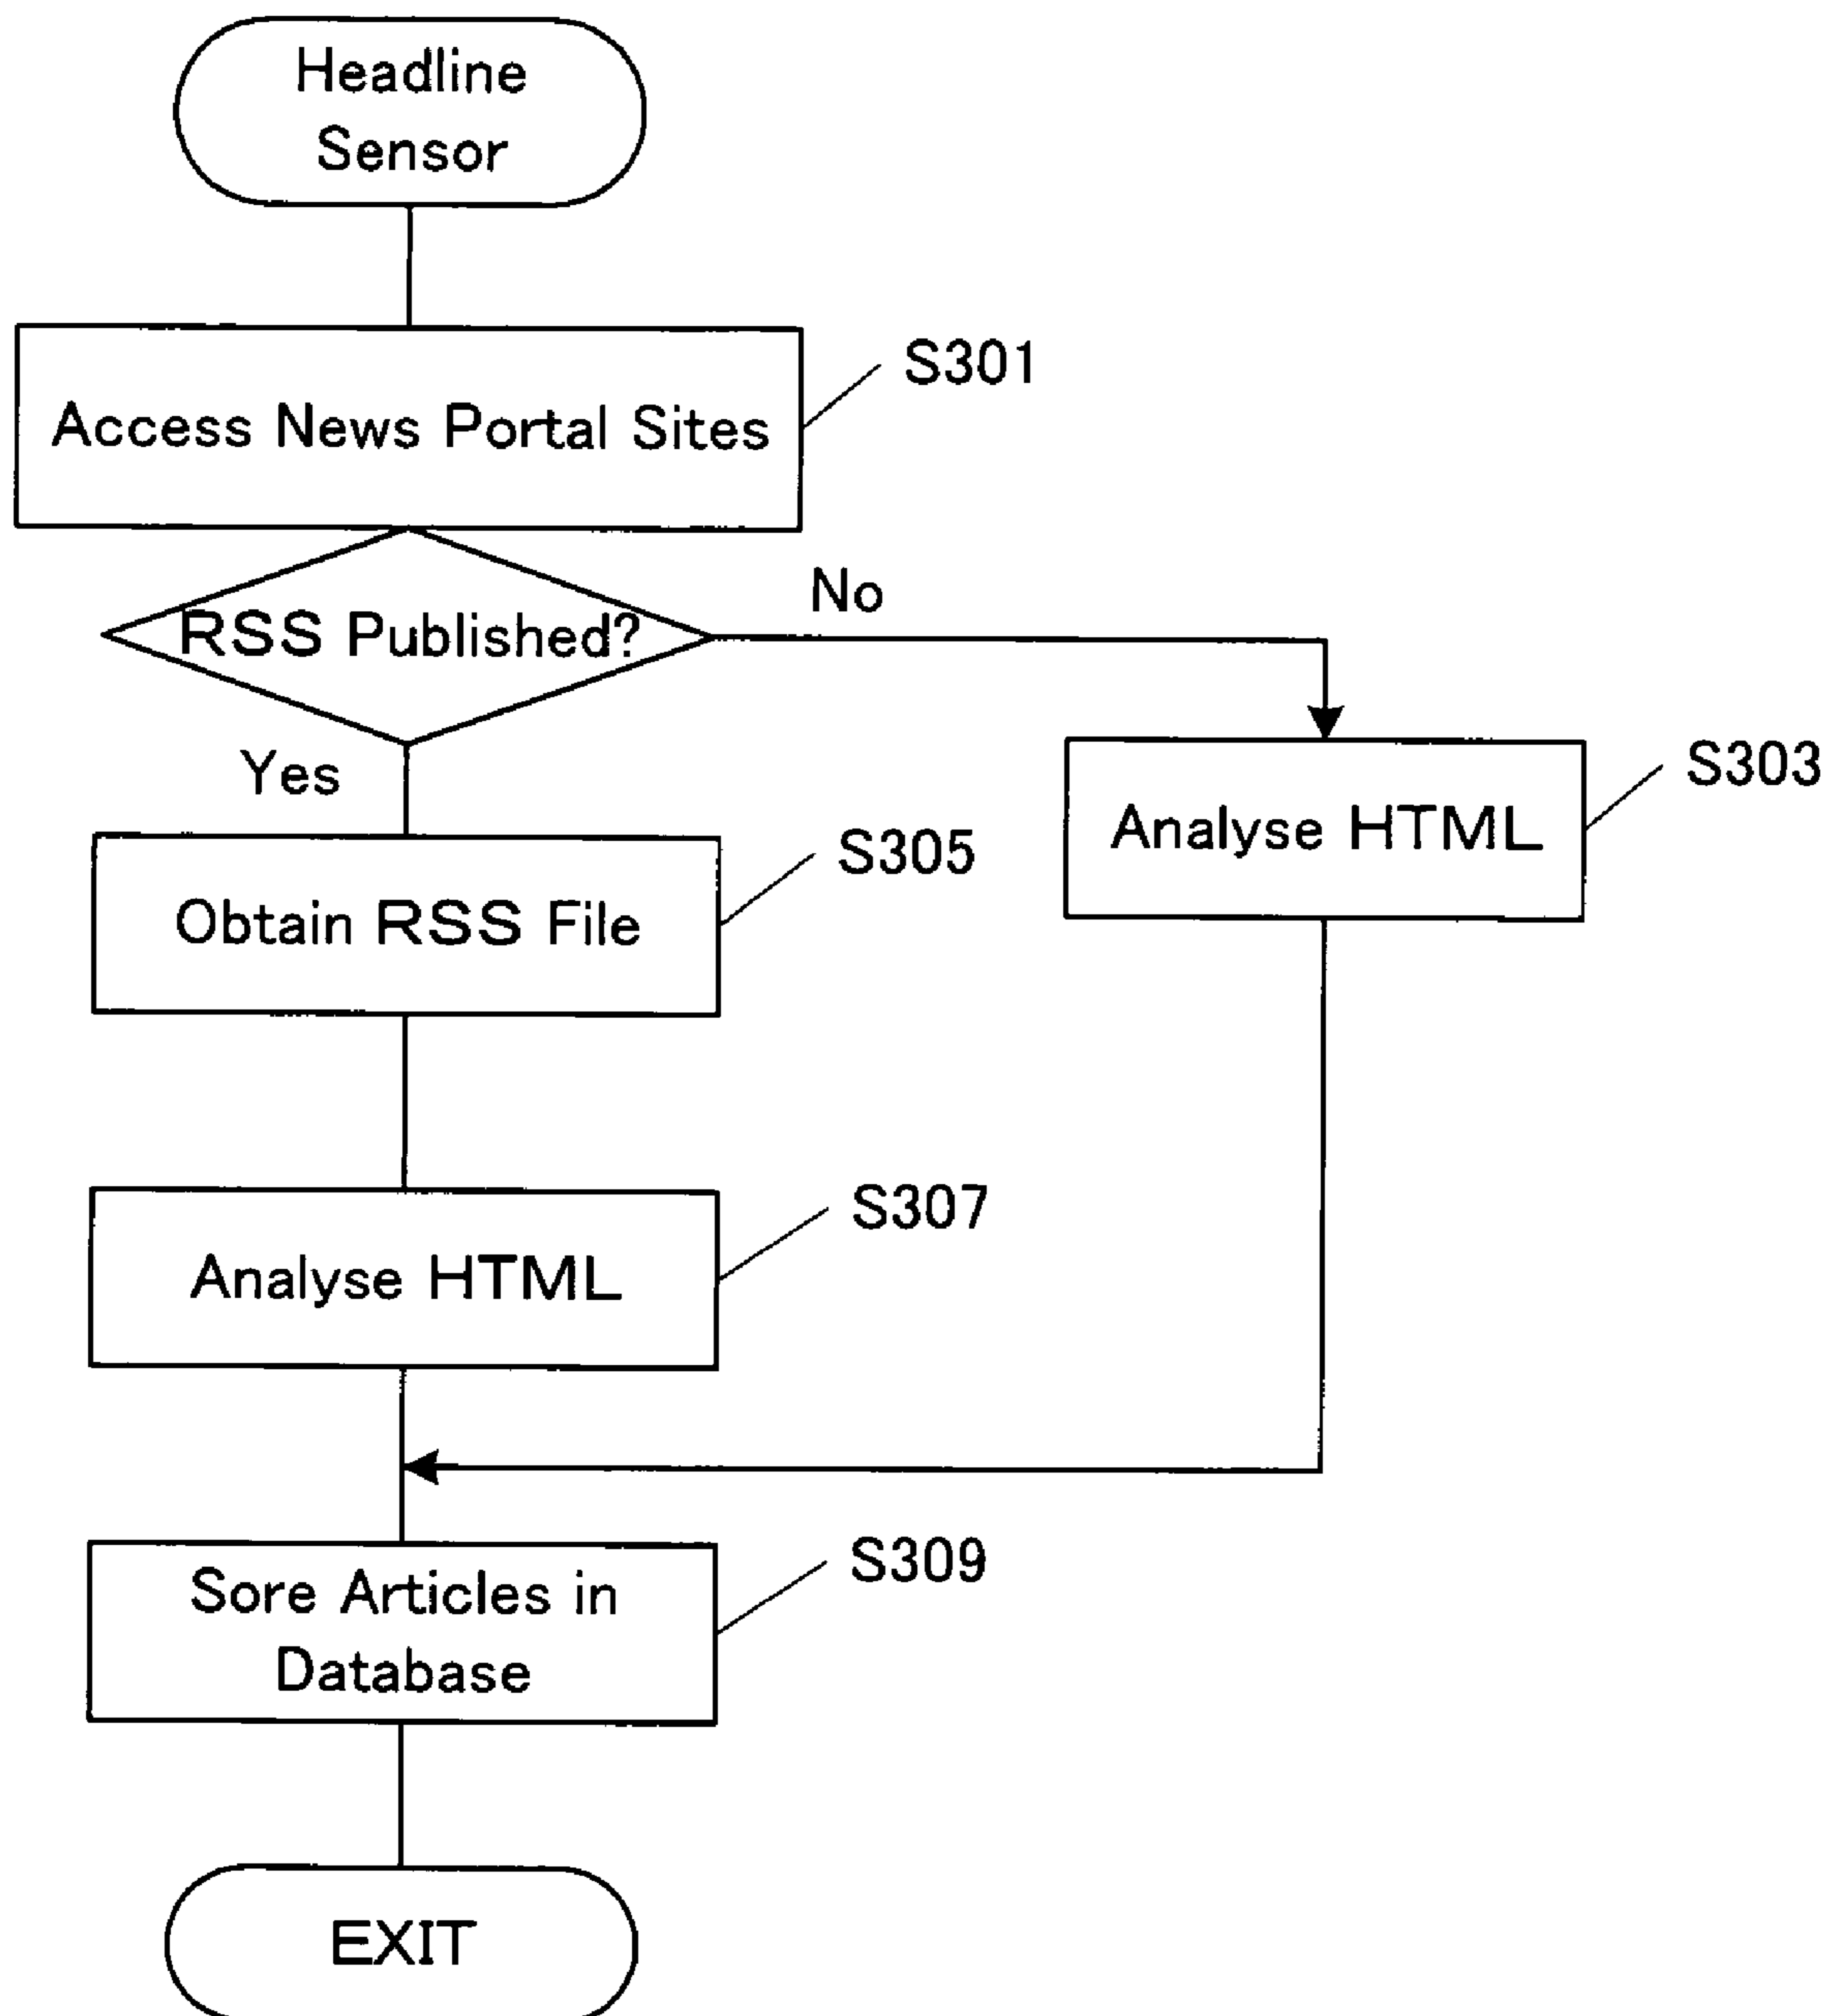 Headline
Sensor
S301
Access News Portal Sites
No
RSS Published?
Yes
S303
Analyse HTML
S305
Obtain RSS File
S307
Analyse HTML
S309
Sore Articles in
Database
EXIT